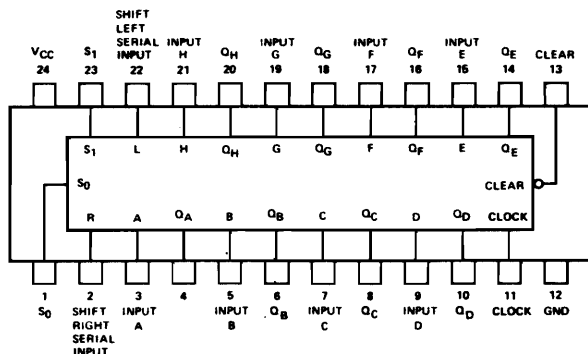 SHIFT
LEFT
SERIAL
INPUT
VCC S1 INPUT H QH INPUT G QG INPUT F QF INPUT E QE CLEAR
24 23 22 21 20 19 18 17 16 15 14 13
S1 L H QH G QG F QF E QE
S0 CLEAR
R A QA B QB C QC D QD CLOCK
1 2 3 4 5 6 7 8 9 10 11 12
S0 SHIFT RIGHT SERIAL INPUT INPUT A INPUT B QB INPUT C QC INPUT D QD CLOCK GND